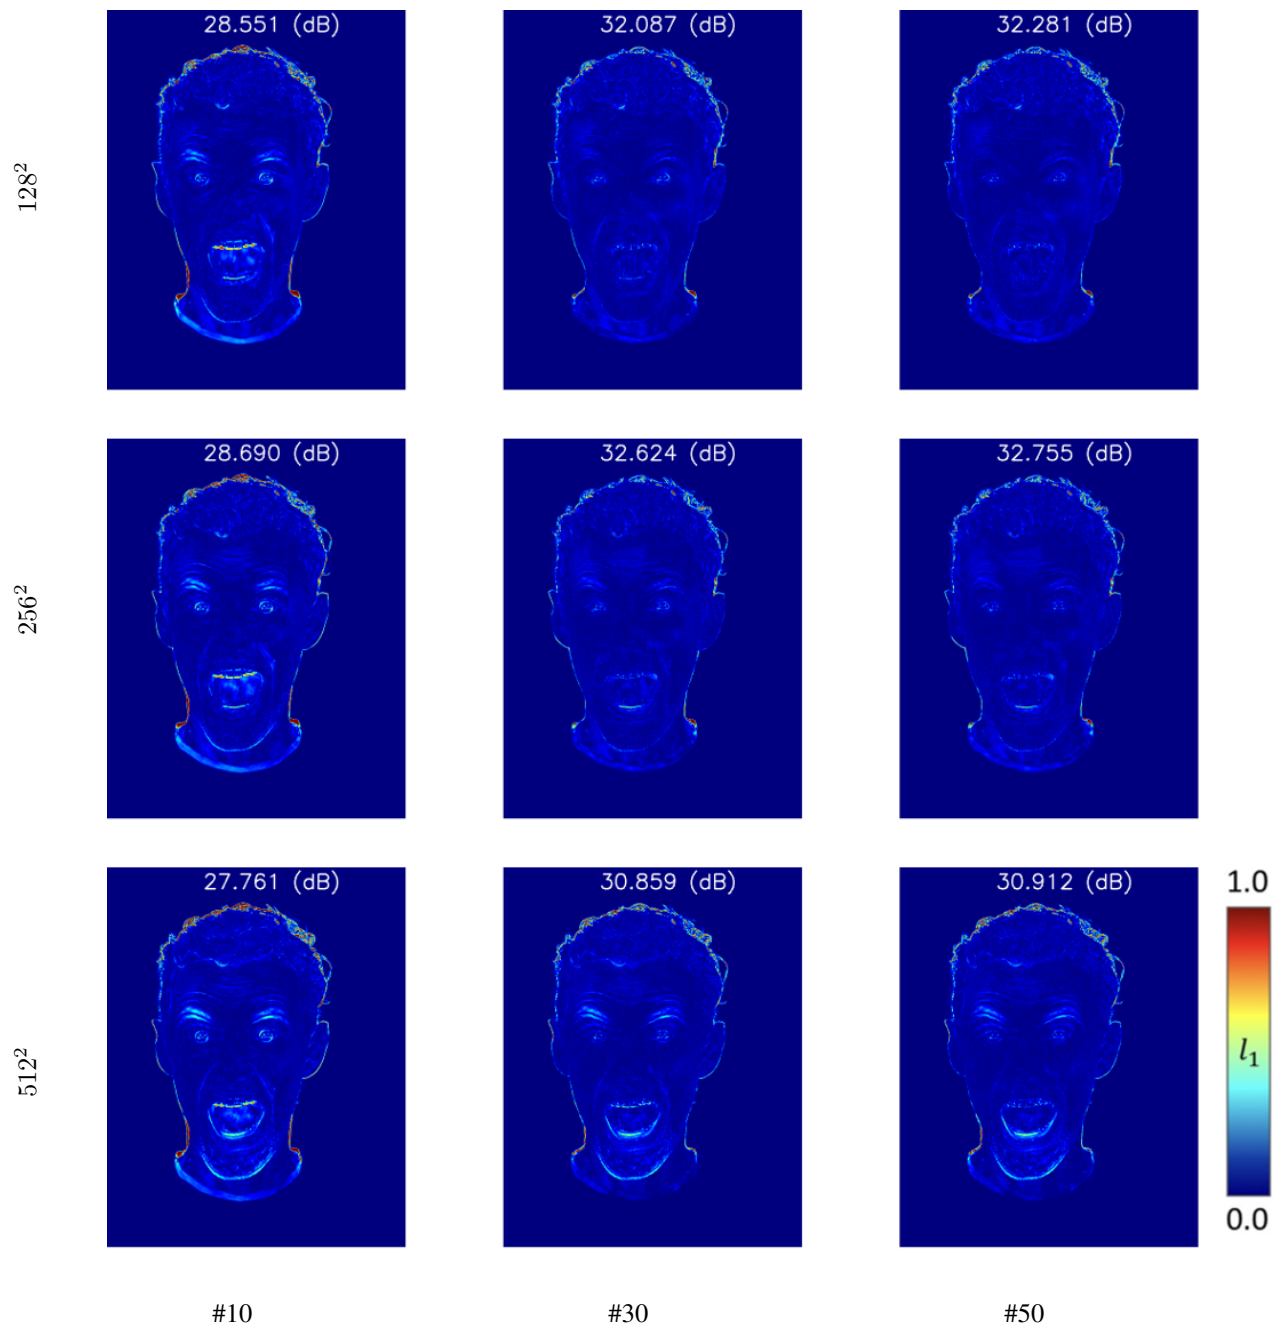 28.551 (dB)
32.087 (dB)
32.281 (dB)
128²
28.690 (dB)
32.624 (dB)
32.755 (dB)
256²
27.761 (dB)
30.859 (dB)
30.912 (dB)
1.0
l₁
512²
0.0
#10
#30
#50